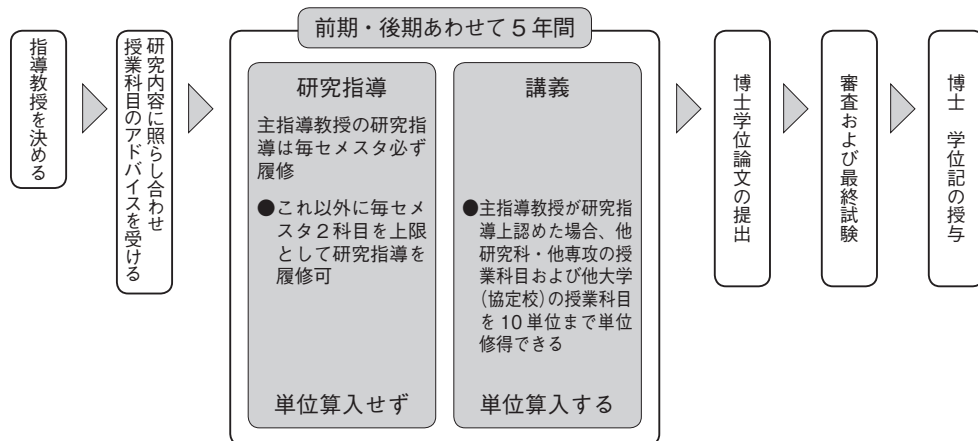 指導教授を決める
研究内容に照らし合わせ
授業科目のアドバイスを受ける
前期・後期あわせて5年間
研究指導
主指導教授の研究指
導は毎セメスタ必ず
履修
●これ以外に毎セメ
スタ2科目を上限
として研究指導を
履修可
単位算入せず
講義
●主指導教授が研究指
導上認めた場合、他
研究科・他専攻の授
業科目および他大学
(協定校)の授業科目
を10単位まで単位
修得できる
単位算入する
博士学位論文の提出
審査および最終試験
博士 学位記の授与